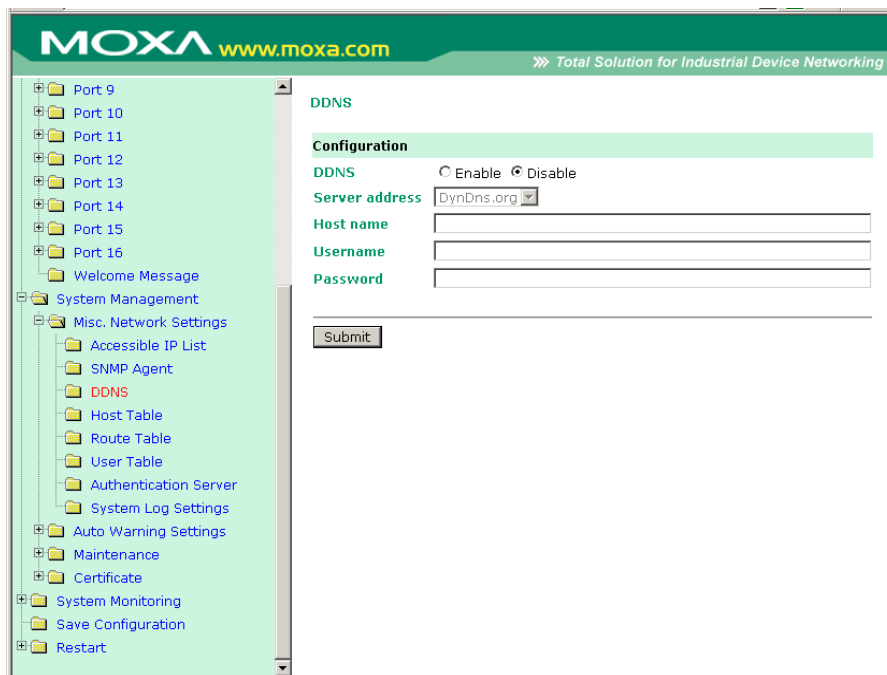 MOXA www.moxa.com
Total Solution for Industrial Device Networking
Port 9
Port 10
Port 11
Port 12
Port 13
Port 14
Port 15
Port 16
Welcome Message
System Management
Misc. Network Settings
Accessible IP List
SNMP Agent
DDNS
Host Table
Route Table
User Table
Authentication Server
System Log Settings
Auto Warning Settings
Maintenance
Certificate
System Monitoring
Save Configuration
Restart
DDNS
Configuration
DDNS Enable Disable
Server address DynDns.org
Host name
Username
Password
Submit